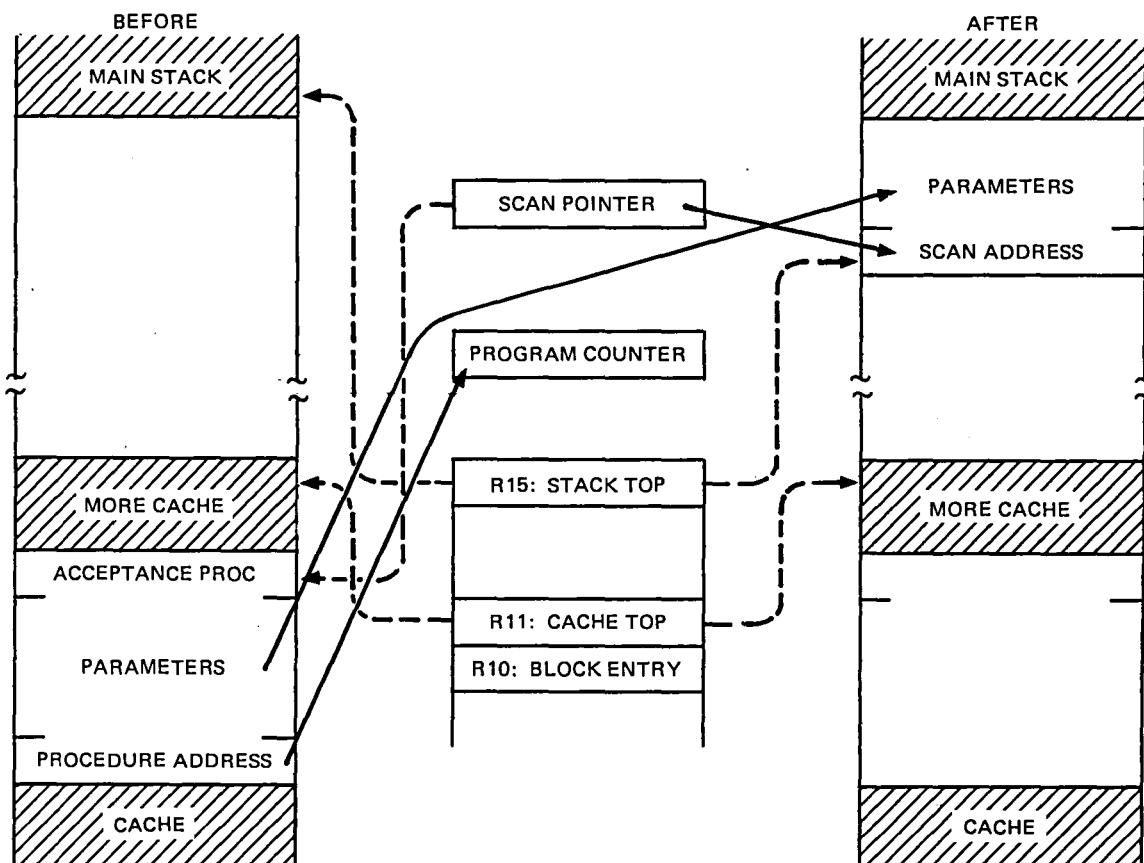 BEFORE
MAIN STACK
MORE CACHE
ACCEPTANCE PROC
PARAMETERS
PROCEDURE ADDRESS
CACHE
SCAN POINTER
PROGRAM COUNTER
R15: STACK TOP
R11: CACHE TOP
R10: BLOCK ENTRY
AFTER
MAIN STACK
PARAMETERS
SCAN ADDRESS
MORE CACHE
CACHE